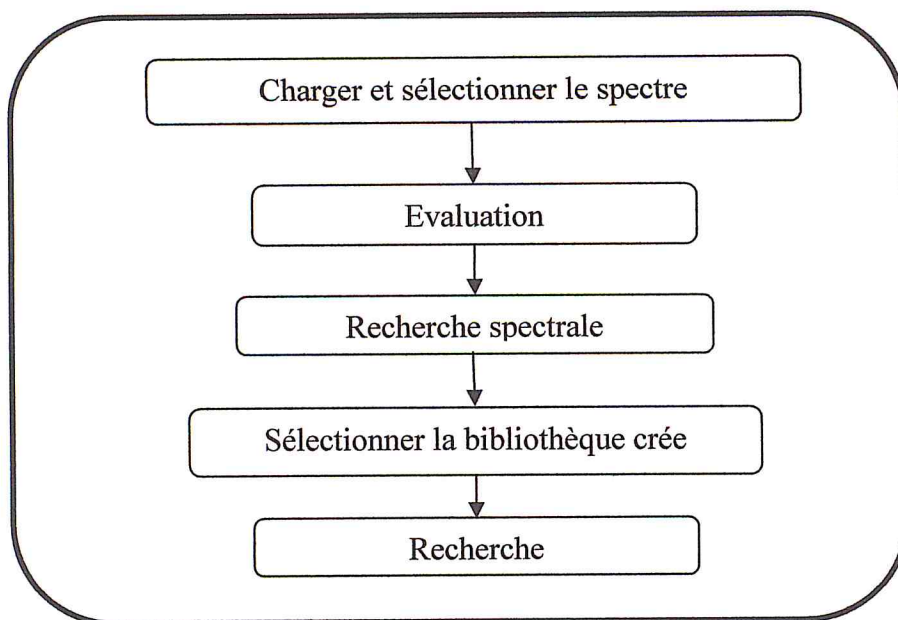 Charger et sélectionner le spectre
Evaluation
Recherche spectrale
Sélectionner la bibliothèque crée
Recherche